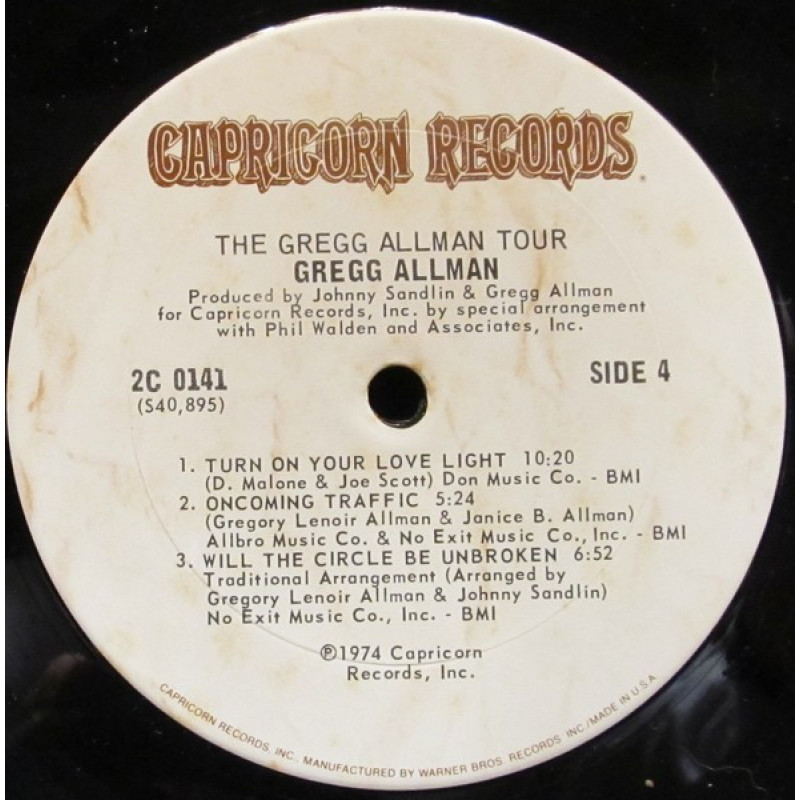 CAPRICORN RECORDS.
THE GREGG ALLMAN TOUR
GREGG ALLMAN
Produced by Johnny Sandlin & Gregg Allman
for Capricorn Records, Inc. by special arrangement
with Phil Walden and Associates, Inc.
2C 0141
(S40,895)
SIDE 4
1. TURN ON YOUR LOVE LIGHT 10:20
(D. Malone & Joe Scott) Don Music Co. - BMI
2. ONCOMING TRAFFIC 5:24
(Gregory Lenoir Allman & Janice B. Allman)
Allbro Music Co. & No Exit Music Co., Inc. - BMI
3. WILL THE CIRCLE BE UNBROKEN 6:52
Traditional Arrangement (Arranged by
Gregory Lenoir Allman & Johnny Sandlin)
No Exit Music Co., Inc. - BMI
℗1974 Capricorn
Records, Inc.
CAPRICORN RECORDS, INC., MANUFACTURED BY WARNER BROS. RECORDS INC./MADE IN U.S.A.